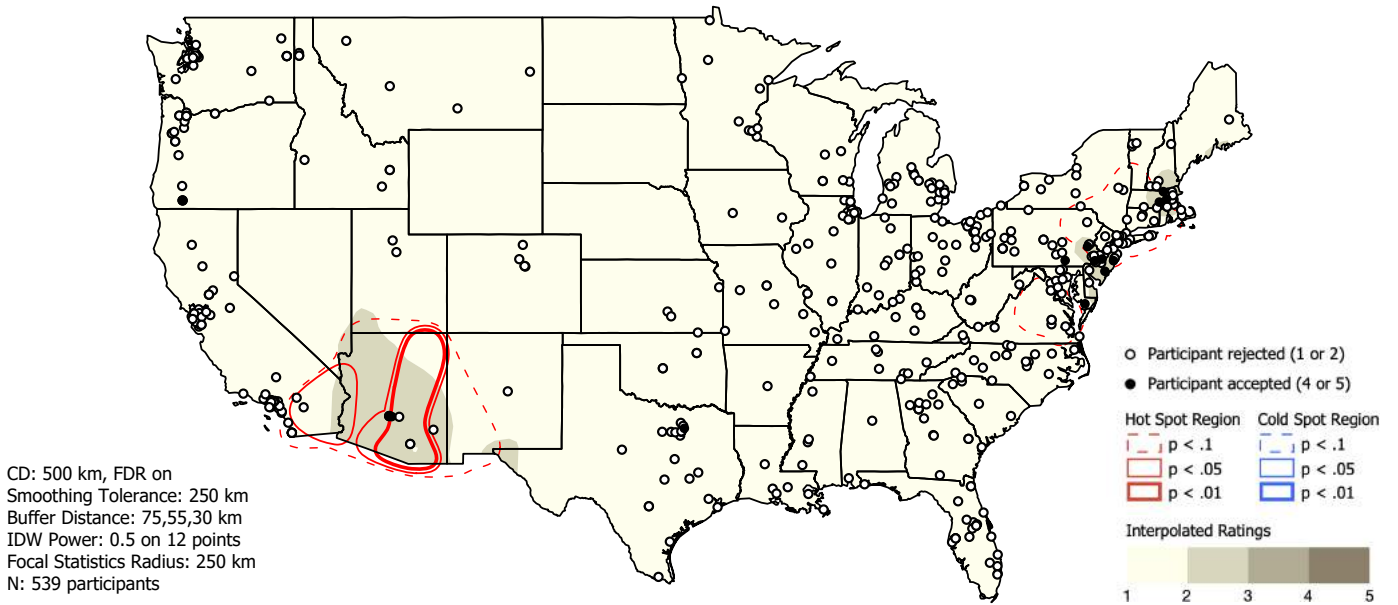 CD: 500 km, FDR on
Smoothing Tolerance: 250 km
Buffer Distance: 75,55,30 km
IDW Power: 0.5 on 12 points
Focal Statistics Radius: 250 km
N: 539 participants
Participant rejected (1 or 2)
Participant accepted (4 or 5)
Hot Spot Region Cold Spot Region
p < .1 p < .1
p < .05 p < .05
p < .01 p < .01
Interpolated Ratings
1 2 3 4 5